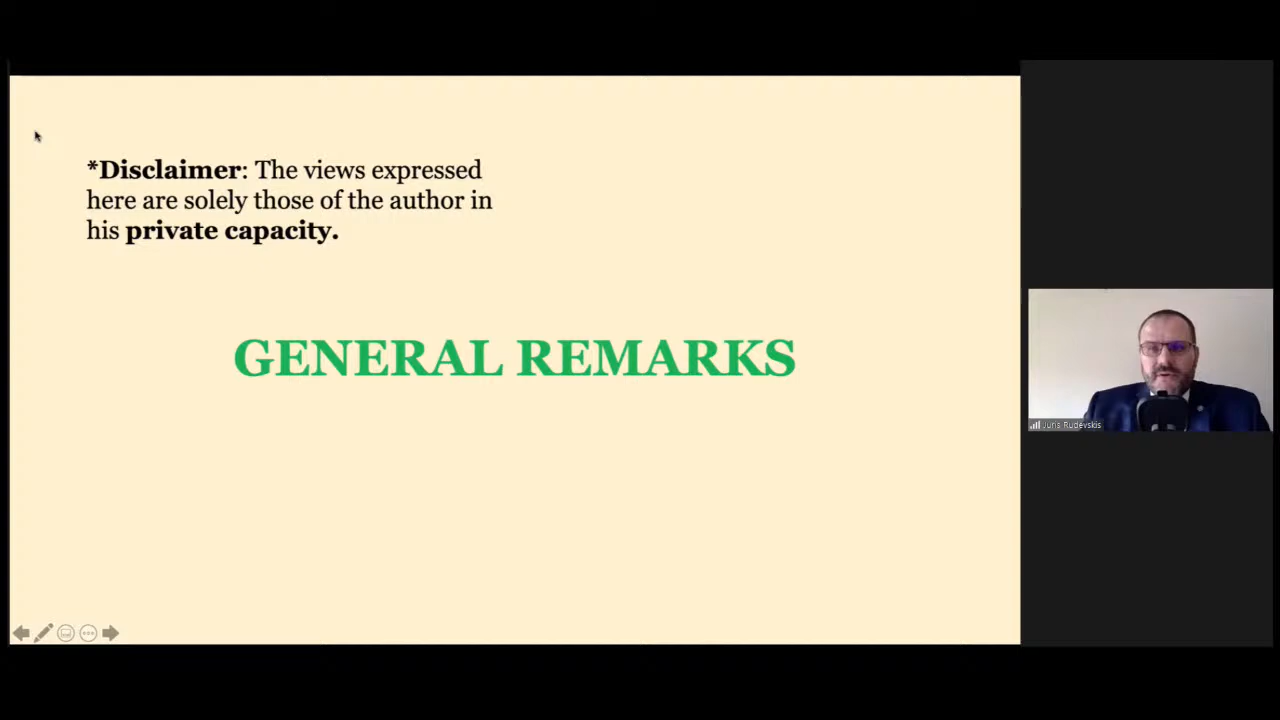 *Disclaimer: The views expressed
here are solely those of the author in
his private capacity.
GENERAL REMARKS
Juris Rudevskis